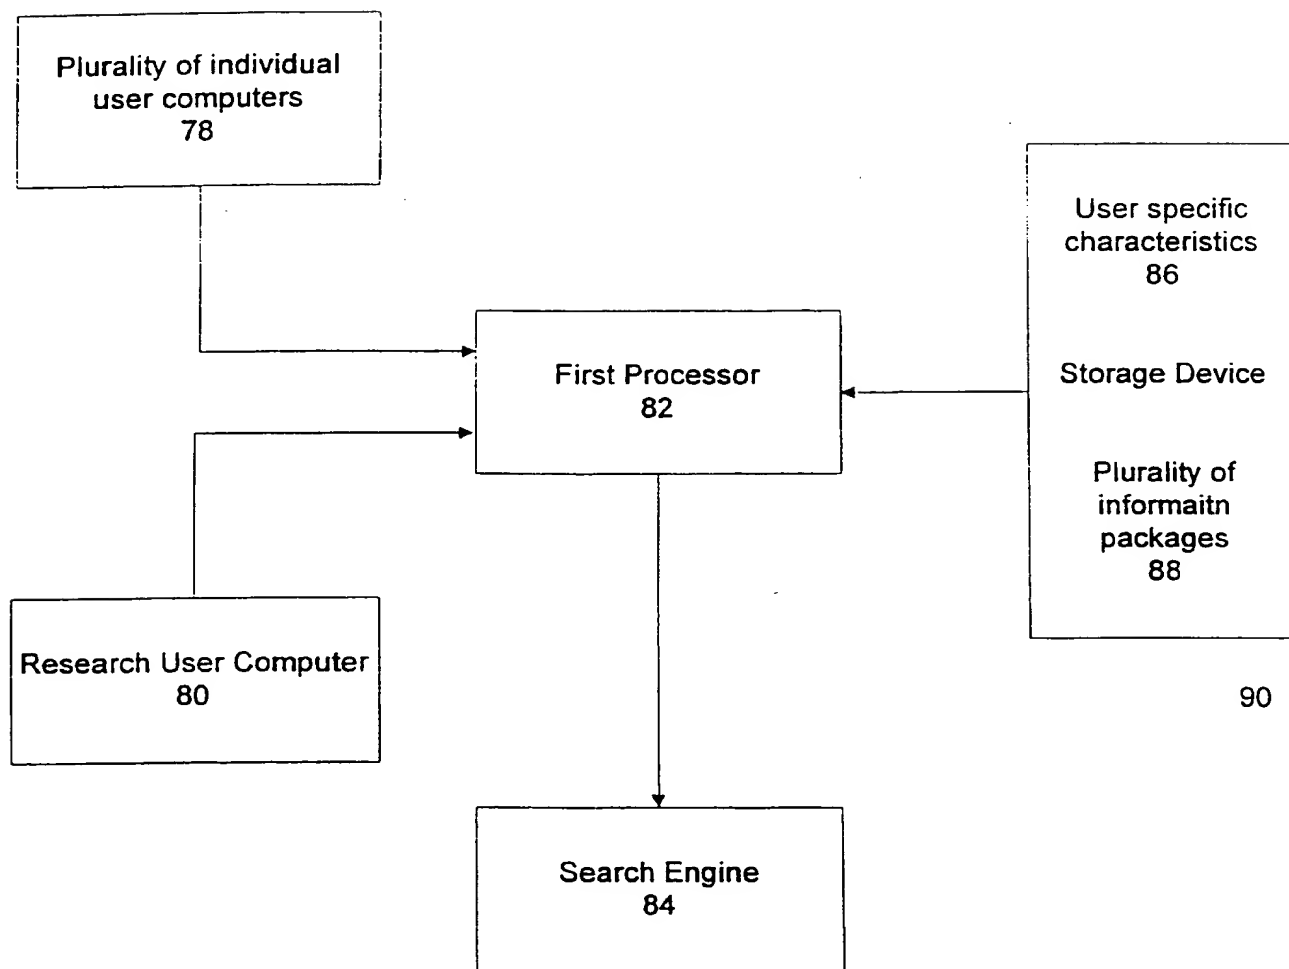 Plurality of individual
user computers
78
User specific
characteristics
86
First Processor
82
Storage Device
Plurality of
informaitn
packages
88
Research User Computer
80
90
Search Engine
84